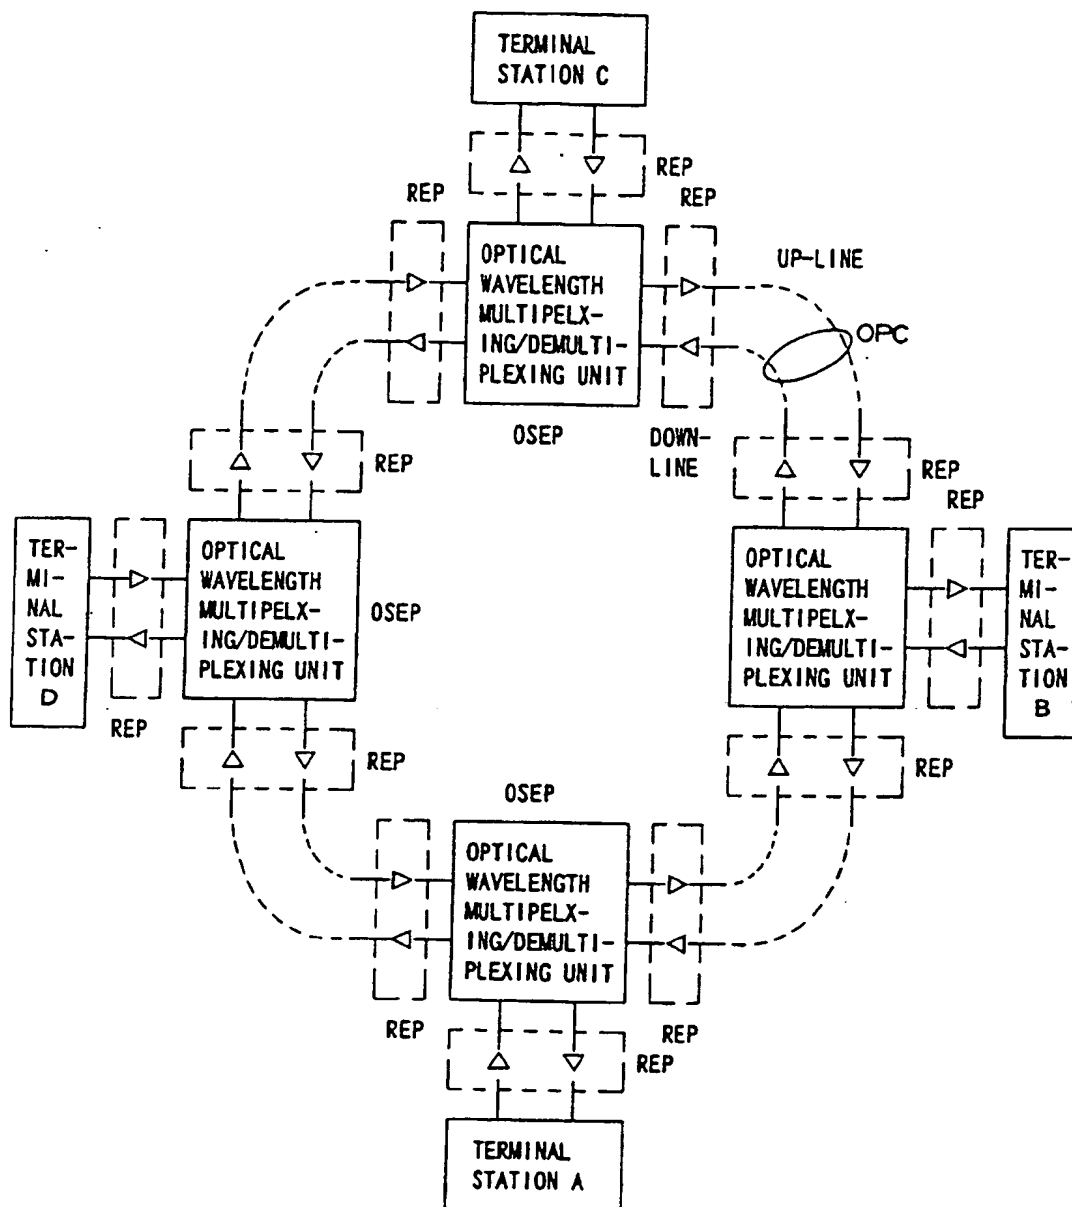 TERMINAL
STATION C
REP
REP
REP
OPTICAL
WAVELENGTH
MULTIPELX-
ING/DEMULTI-
PLEXING UNIT
UP-LINE
OPC
OSEP
DOWN-
LINE
REP
REP
REP
TER-
MI-
NAL
STA-
TION
D
OPTICAL
WAVELENGTH
MULTIPELX-
ING/DEMULTI-
PLEXING UNIT
OSEP
OPTICAL
WAVELENGTH
MULTIPELX-
ING/DEMULTI-
PLEXING UNIT
TER-
MI-
NAL
STA-
TION
B
REP
REP
REP
OSEP
OPTICAL
WAVELENGTH
MULTIPELX-
ING/DEMULTI-
PLEXING UNIT
REP
REP
REP
TERMINAL
STATION A